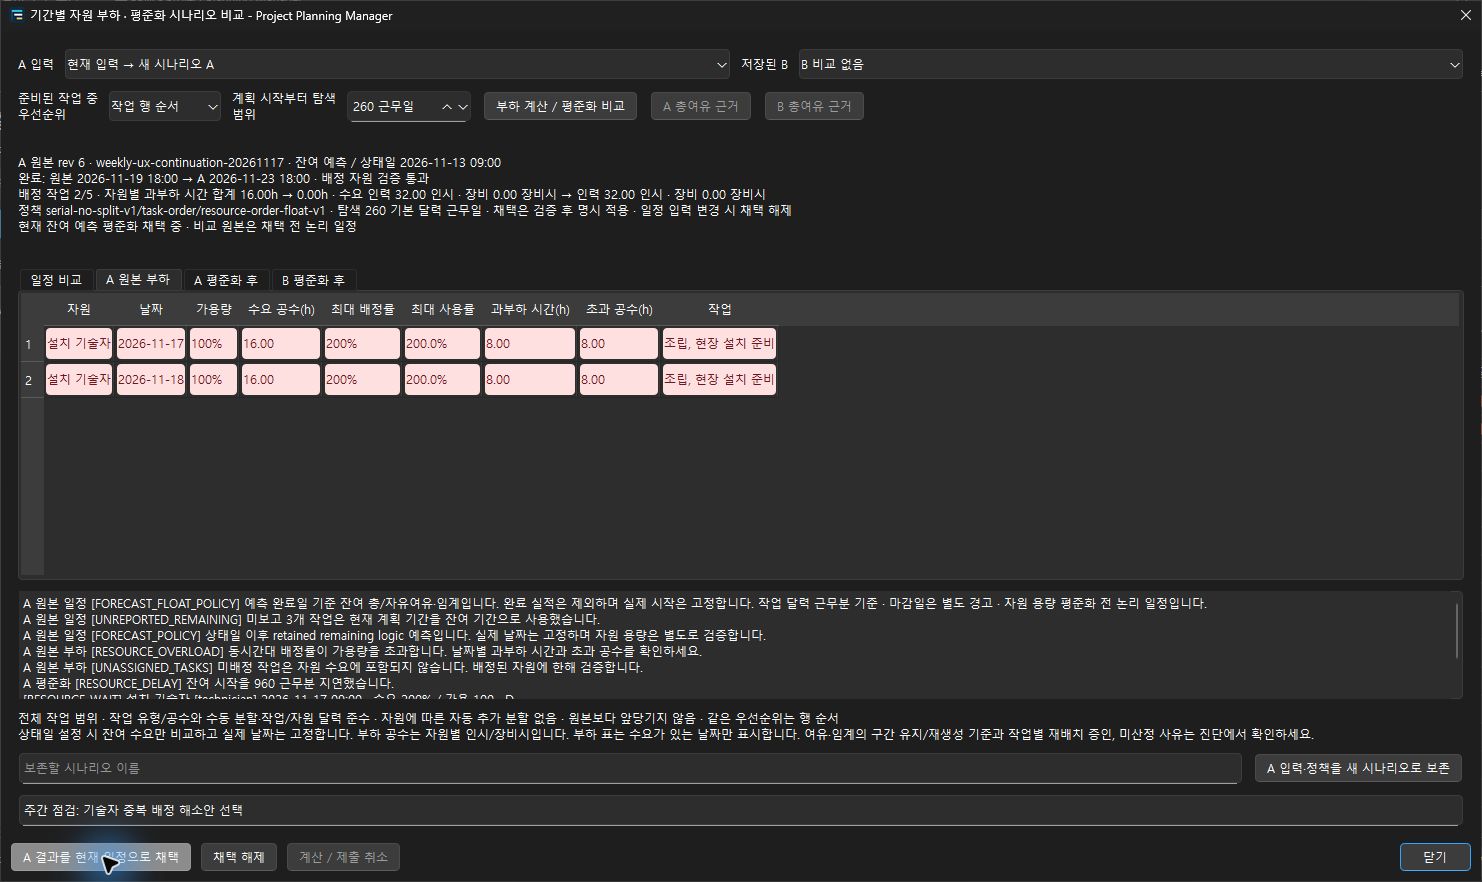 기간별 자원 부하 · 평준화 시나리오 비교 - Project Planning Manager
A 입력 현재 입력 → 새 시나리오 A 저장된 B B 비교 없음
준비된 작업 중 우선순위 작업 행 순서 계획 시작부터 탐색 범위 260 근무일 부하 계산 / 평준화 비교 A 총여유 근거 B 총여유 근거
A 원본 rev 6 · weekly-ux-continuation-20261117 · 잔여 예측 / 상태일 2026-11-13 09:00
완료: 원본 2026-11-19 18:00 → A 2026-11-23 18:00 · 배정 자원 검증 통과
배정 작업 2/5 · 자원별 과부하 시간 합계 16.00h → 0.00h · 수요 인력 32.00 인시 · 장비 0.00 장비시 → 인력 32.00 인시 · 장비 0.00 장비시
정책 serial-no-split-v1/task-order/resource-order-float-v1 · 탐색 260 기본 달력 근무일 · 채택은 검증 후 명시 적용 · 일정 입력 변경 시 채택 해제
현재 잔여 예측 평준화 채택 중 · 비교 원본은 채택 전 논리 일정
일정 비교 A 원본 부하 A 평준화 후 B 평준화 후
자원 날짜 가용량 수요 공수(h) 최대 배정률 최대 사용률 과부하 시간(h) 초과 공수(h) 작업
1 설치 기술자 2026-11-17 100% 16.00 200% 200.0% 8.00 8.00 조립, 현장 설치 준비
2 설치 기술자 2026-11-18 100% 16.00 200% 200.0% 8.00 8.00 조립, 현장 설치 준비
A 원본 일정 [FORECAST_FLOAT_POLICY] 예측 완료일 기준 잔여 총/자유여유·임계입니다. 완료 실적은 제외하며 실제 시작은 고정합니다. 작업 달력 근무분 기준 · 마감일은 별도 경고 · 자원 용량 평준화 전 논리 일정입니다.
A 원본 일정 [UNREPORTED_REMAINING] 미보고 3개 작업은 현재 계획 기간을 잔여 기간으로 사용했습니다.
A 원본 일정 [FORECAST_POLICY] 상태일 이후 retained remaining logic 예측입니다. 실제 날짜는 고정하며 자원 용량은 별도로 검증합니다.
A 원본 부하 [RESOURCE_OVERLOAD] 동시간대 배정률이 가용량을 초과합니다. 날짜별 과부하 시간과 초과 공수를 확인하세요.
A 원본 부하 [UNASSIGNED_TASKS] 미배정 작업은 자원 수요에 포함되지 않습니다. 배정된 자원에 한해 검증합니다.
A 평준화 [RESOURCE_DELAY] 잔여 시작을 960 근무분 지연했습니다.
[RESOURCE_WAIT] 설치 기술자 [technician] 2026-11-17 09:00 · 수요 200% / 가용 100
전체 작업 범위 · 작업 유형/공수와 수동 분할·작업/자원 달력 준수 · 자원에 따른 자동 추가 분할 없음 · 원본보다 앞당기지 않음 · 같은 우선순위는 행 순서
상태일 설정 시 잔여 수요만 비교하고 실제 날짜는 고정합니다. 부하 공수는 자원별 인시/장비시입니다. 부하 표는 수요가 있는 날짜만 표시합니다. 여유·임계의 구간 유지/재생성 기준과 작업별 재배치 증인, 미산정 사유는 진단에서 확인하세요.
보존할 시나리오 이름 A 입력·정책을 새 시나리오로 보존
주간 점검: 기술자 중복 배정 해소안 선택
A 결과를 현재 일정으로 채택 채택 해제 계산 / 제출 취소 닫기